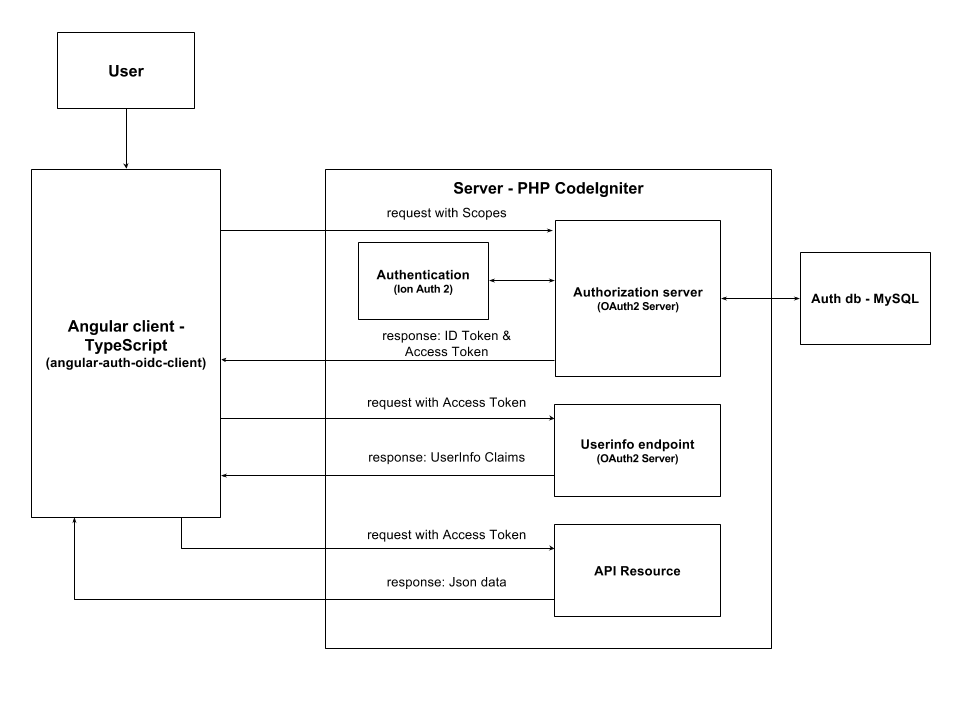 User
Server - PHP CodeIgniter
request with Scopes
Authentication
(Ion Auth 2)
Authorization server
(OAuth2 Server)
Auth db - MySQL
Angular client -
TypeScript
(angular-auth-oidc-client)
response: ID Token &
Access Token
request with Access Token
Userinfo endpoint
(OAuth2 Server)
response: UserInfo Claims
request with Access Token
API Resource
response: Json data